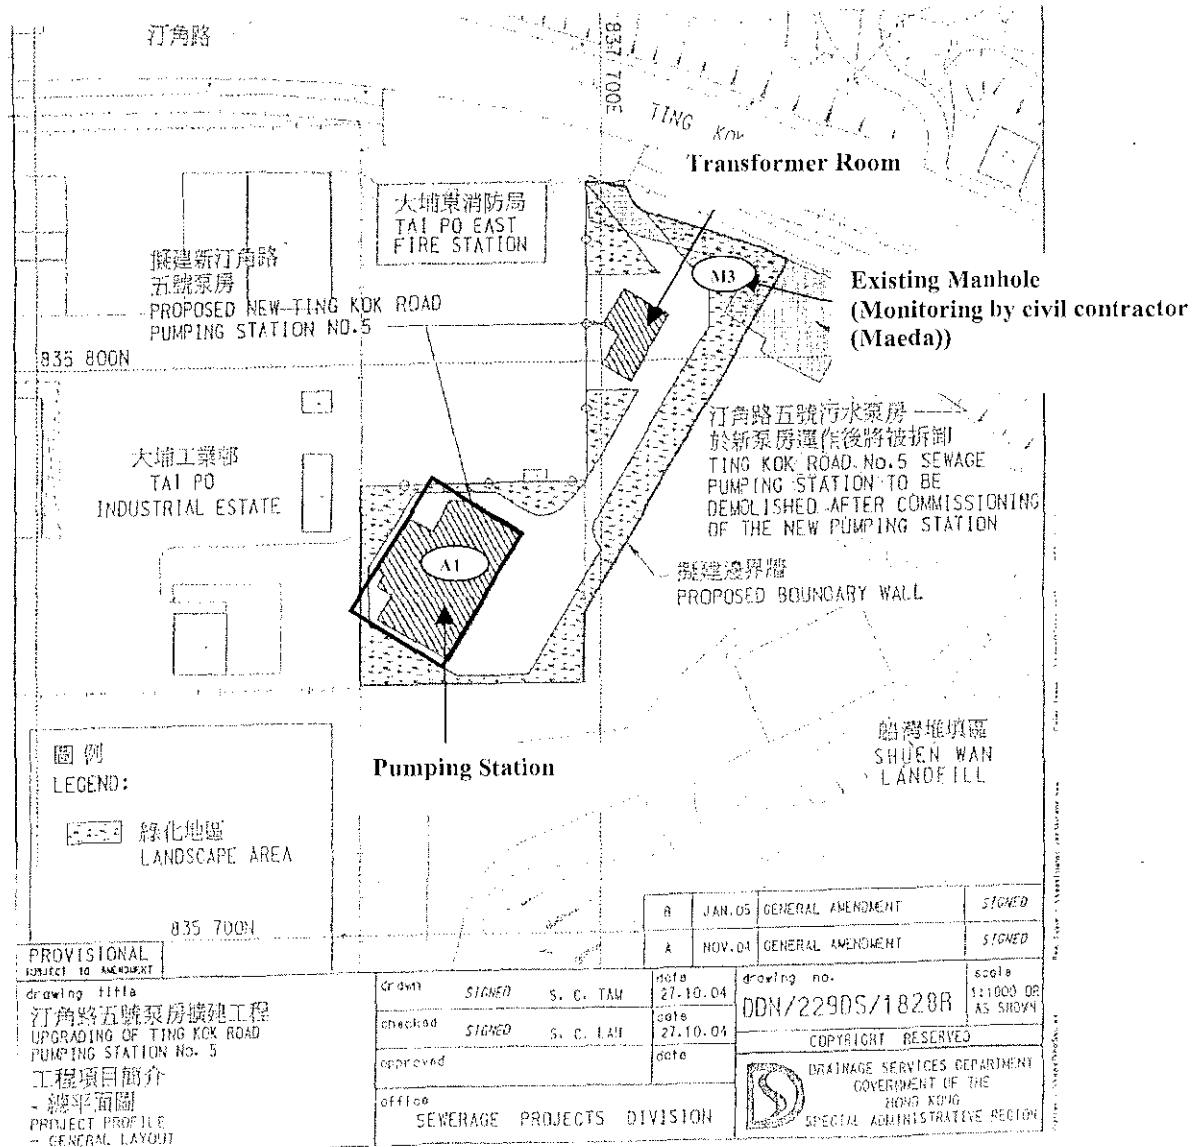 汀角路
837 700E
TING KOK
Transformer Room
大埔東消防局
TAI PO EAST
FIRE STATION
擬建新汀角路
五號泵房
PROPOSED NEW TING KOK ROAD
PUMPING STATION NO.5
M3
Existing Manhole
(Monitoring by civil contractor
(Maeda))
835 800N
汀角路五號污水泵房
於新泵房運作後將被拆卸
TING KOK ROAD No.5 SEWAGE
PUMPING STATION TO BE
DEMOLISHED AFTER COMMISSIONING
OF THE NEW PUMPING STATION
大埔工業邨
TAI PO
INDUSTRIAL ESTATE
A1
擬建邊界牆
PROPOSED BOUNDARY WALL
Pumping Station
船灣堆填區
SHUEN WAN
LANDFILL
圖例
LEGEND:
綠化地區
LANDSCAPE AREA
835 700N
B JAN.05 GENERAL AMENDMENT SIGNED
A NOV.04 GENERAL AMENDMENT SIGNED
PROVISIONAL
SUBJECT TO AMENDMENT
drawing title
汀角路五號泵房擴建工程
UPGRADING OF TING KOK ROAD
PUMPING STATION No. 5
工程項目簡介
- 總平面圖
PROJECT PROFILE
- GENERAL LAYOUT
drawn SIGNED S. C. TAM
date 27.10.04
checked SIGNED S. C. LAM
date 27.10.04
approved
date
office
SEWERAGE PROJECTS DIVISION
drawing no.
DDN/229DS/1828R
scale
1:1000 OR
AS SHOWN
COPYRIGHT RESERVED
DRAINAGE SERVICES DEPARTMENT
GOVERNMENT OF THE
HONG KONG
SPECIAL ADMINISTRATIVE REGION